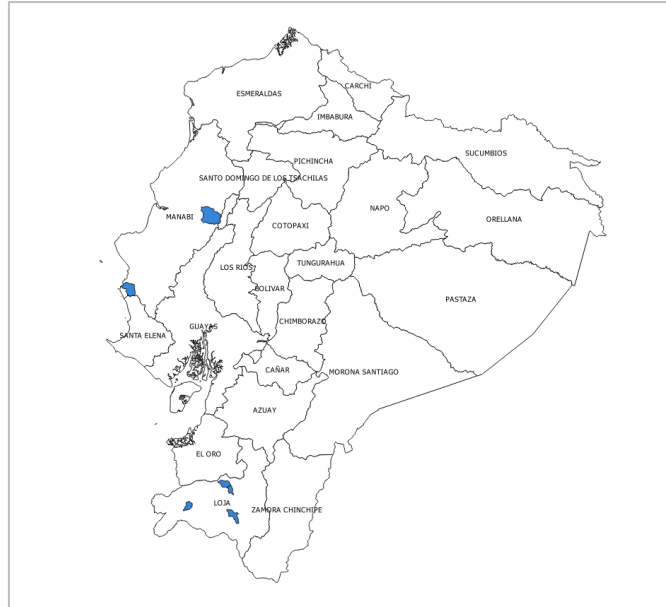 CARCHI
ESMERALDAS
IMBABURA
SUCUMBIOS
PICHINCHA
SANTO DOMINGO DE LOS TSACHILAS
NAPO
MANABI
ORELLANA
COTOPAXI
TUNGURAHUA
LOS RIOS
BOLIVAR
PASTAZA
CHIMBORAZO
GUAYAS
SANTA ELENA
CAÑAR
MORONA SANTIAGO
AZUAY
EL ORO
LOJA
ZAMORA CHINCHIPE